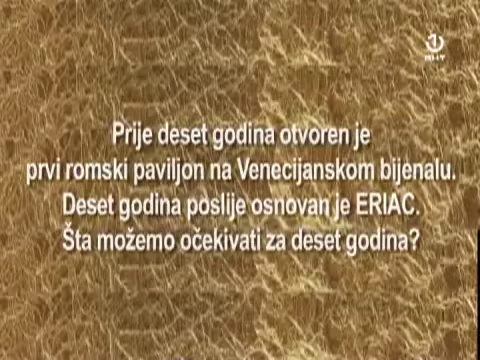 BHT
Prije deset godina otvoren je
prvi romski paviljon na Venecijanskom bijenalu.
Deset godina poslije osnovan je ERIAC.
Šta možemo očekivati za deset godina?